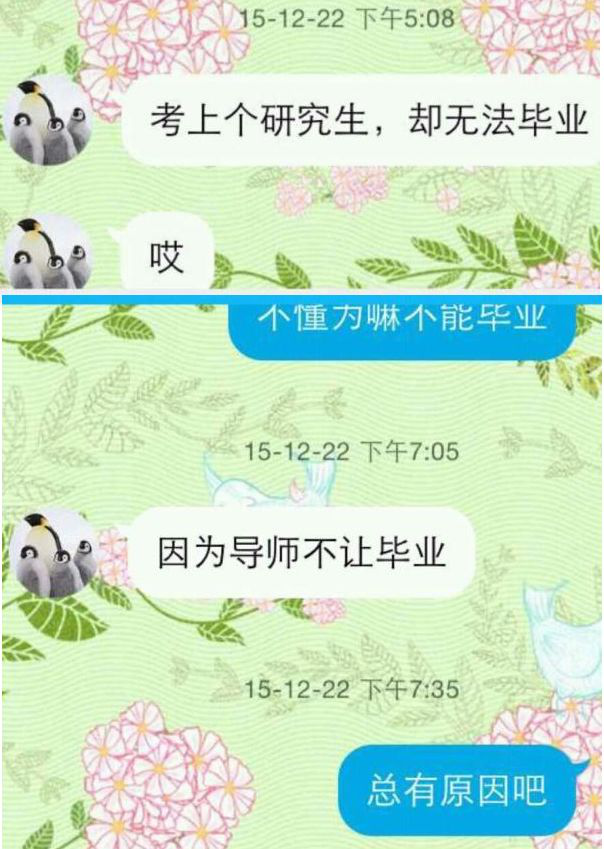 15-12-22 下午5:08
考上个研究生，却无法毕业
哎
不懂为嘛不能毕业
15-12-22 下午7:05
因为导师不让毕业
15-12-22 下午7:35
总有原因吧